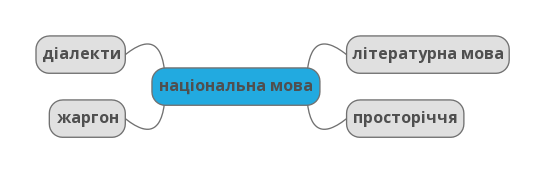 діалекти
літературна мова
національна мова
жаргон
просторіччя